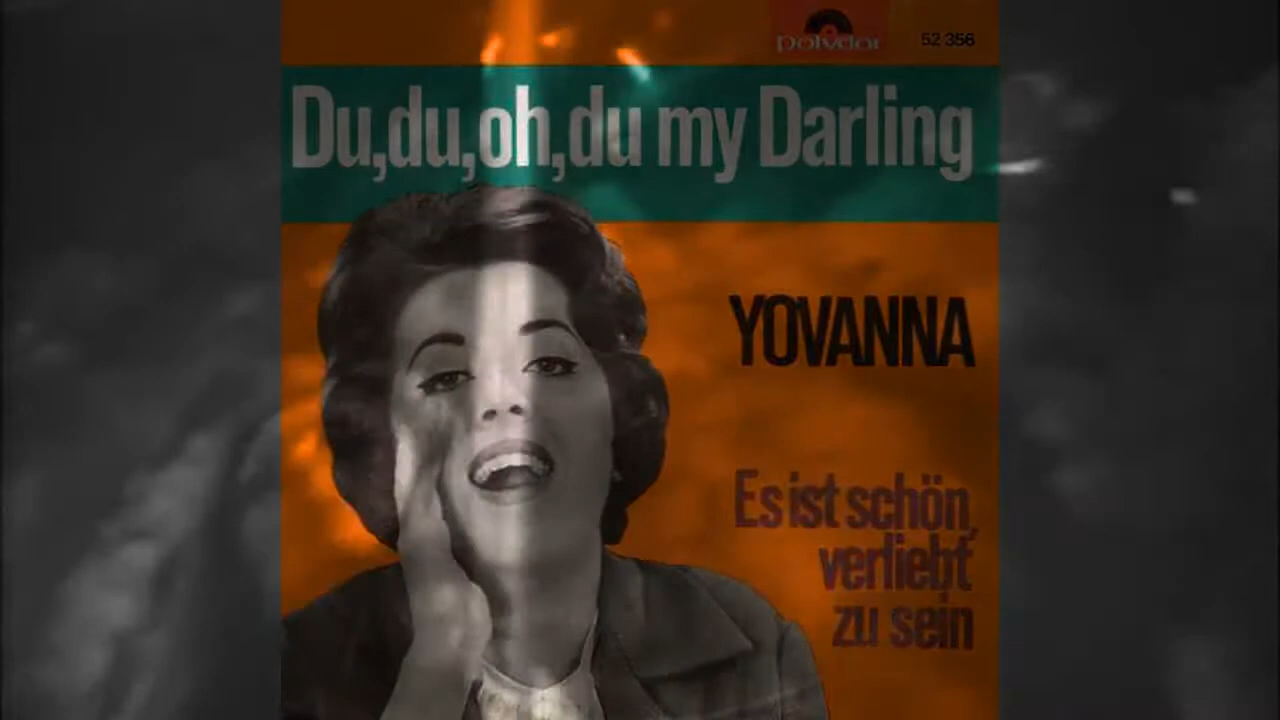 polydor
52 356
Du,du,oh,du my Darling
YOVANNA
Es ist schön,
verliebt
zu sein